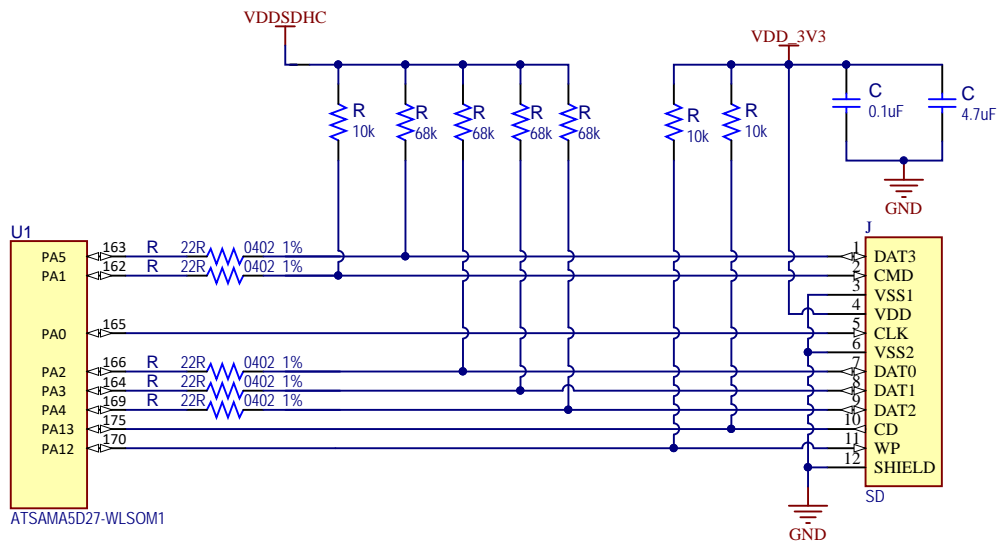 VDDSDHC
VDD_3V3
R 10k
R 68k
R 68k
R 68k
R 68k
R 10k
R 10k
C 0.1uF
C 4.7uF
GND
U1
J
PA5 163 R 22R 0402 1% 1 DAT3
PA1 162 R 22R 0402 1% 2 CMD
3 VSS1
4 VDD
PA0 165 5 CLK
6 VSS2
PA2 166 R 22R 0402 1% 7 DAT0
PA3 164 R 22R 0402 1% 8 DAT1
PA4 169 R 22R 0402 1% 9 DAT2
PA13 175 10 CD
PA12 170 11 WP
12 SHIELD
SD
ATSAMA5D27-WLSOM1
GND